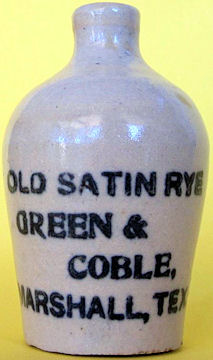 OLD SATIN RYE
GREEN &
COBLE,
MARSHALL, TEX